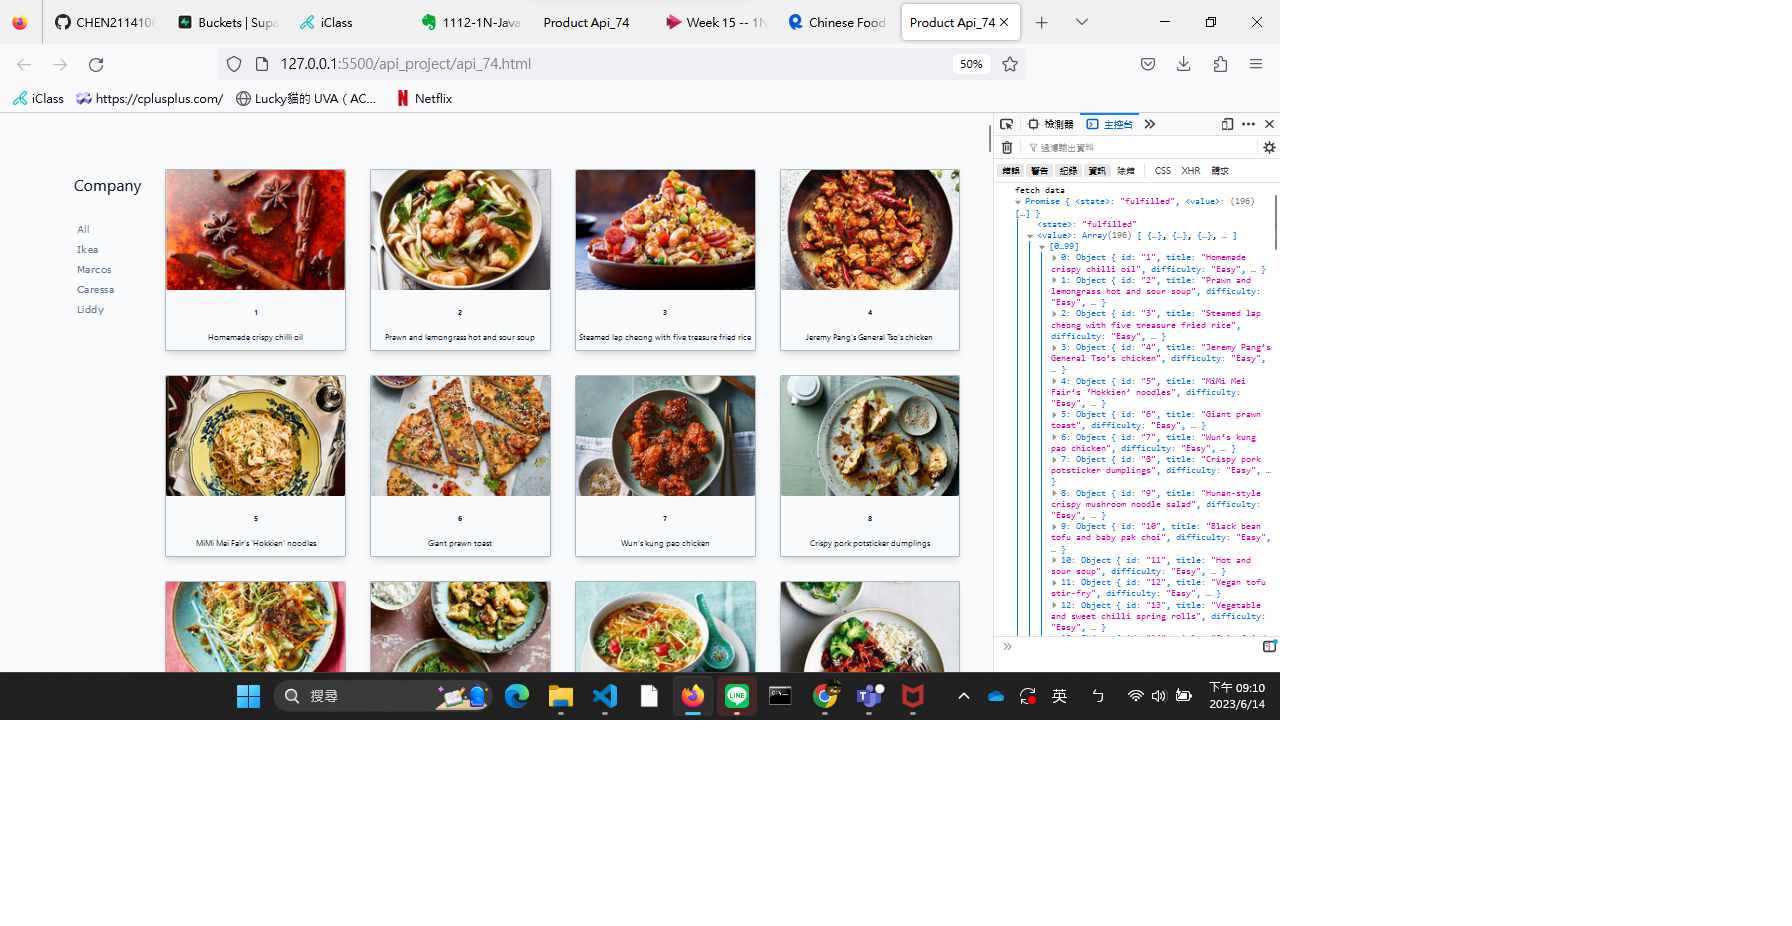 CHEN2114106
Buckets | Supa
iClass
1112-1N-Java
Product Api_74
Week 15 -- 1N
Chinese Food
Product Api_74
127.0.0.1:5500/api_project/api_74.html
50%
iClass
https://cplusplus.com/
Lucky貓的 UVA ( AC...
Netflix
Company
All
Ikea
Marcos
Caressa
Liddy
1
Homemade crispy chilli oil
2
Prawn and lemongrass hot and sour soup
3
Steamed lap cheong with five treasure fried rice
4
Jeremy Pang's General Tso's chicken
5
MiMi Mei Fair's 'Hokkien' noodles
6
Giant prawn toast
7
Wun's kung pao chicken
8
Crispy pork potsticker dumplings
檢測器
主控台
過濾輸出資料
錯誤 警告 紀錄 資訊 除錯 CSS XHR 請求
fetch data
Promise { <state>: "fulfilled", <value>: (196)
[…] }
<state>: "fulfilled"
<value>: Array(196) [ {…}, {…}, {…}, … ]
[0…99]
0: Object { id: "1", title: "Homemade
crispy chilli oil", difficulty: "Easy", … }
1: Object { id: "2", title: "Prawn and
lemongrass hot and sour soup", difficulty:
"Easy", … }
2: Object { id: "3", title: "Steamed lap
cheong with five treasure fried rice",
difficulty: "Easy", … }
3: Object { id: "4", title: "Jeremy Pang’s
General Tso’s chicken", difficulty: "Easy",
… }
4: Object { id: "5", title: "MiMi Mei
Fair’s ‘Hokkien’ noodles", difficulty:
"Easy", … }
5: Object { id: "6", title: "Giant prawn
toast", difficulty: "Easy", … }
6: Object { id: "7", title: "Wun’s kung
pao chicken", difficulty: "Easy", … }
7: Object { id: "8", title: "Crispy pork
potsticker dumplings", difficulty: "Easy", …
}
8: Object { id: "9", title: "Hunan-style
crispy mushroom noodle salad", difficulty:
"Easy", … }
9: Object { id: "10", title: "Black bean
tofu and baby pak choi", difficulty: "Easy",
… }
10: Object { id: "11", title: "Hot and
sour soup", difficulty: "Easy", … }
11: Object { id: "12", title: "Vegan tofu
stir-fry", difficulty: "Easy", … }
12: Object { id: "13", title: "Vegetable
and sweet chilli spring rolls", difficulty:
"Easy", … }
搜尋
LINE
英
ㄅ
下午 09:10
2023/6/14